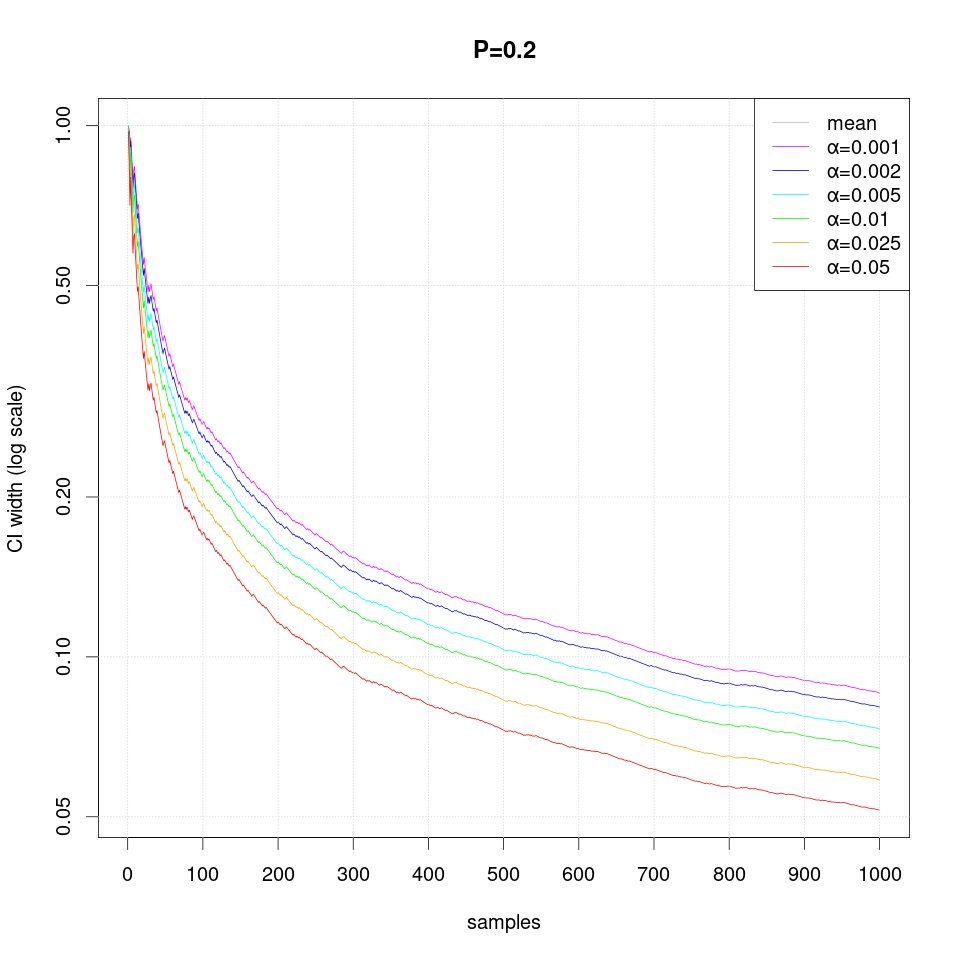 P=0.2
CI width (log scale)
1.00
0.50
0.20
0.10
0.05
mean
α=0.001
α=0.002
α=0.005
α=0.01
α=0.025
α=0.05
0 100 200 300 400 500 600 700 800 900 1000
samples